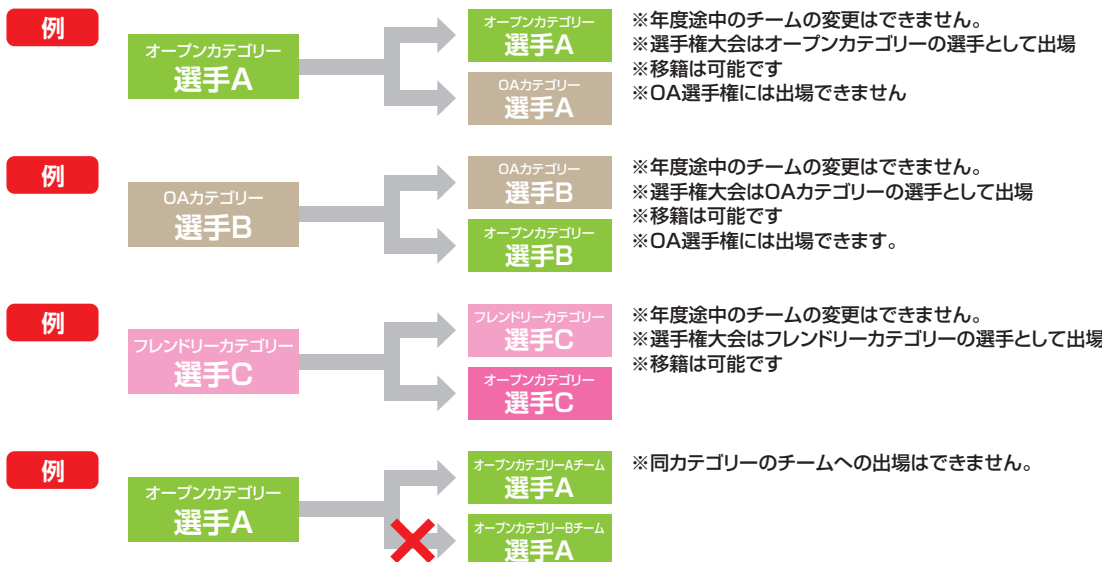 例
オープンカテゴリー
選手A
オープンカテゴリー
選手A
OAカテゴリー
選手A
※年度途中のチームの変更はできません。
※選手権大会はオープンカテゴリーの選手として出場
※移籍は可能です
※OA選手権には出場できません
例
OAカテゴリー
選手B
OAカテゴリー
選手B
オープンカテゴリー
選手B
※年度途中のチームの変更はできません。
※選手権大会はOAカテゴリーの選手として出場
※移籍は可能です
※OA選手権には出場できます。
例
フレンドリーカテゴリー
選手C
フレンドリーカテゴリー
選手C
オープンカテゴリー
選手C
※年度途中のチームの変更はできません。
※選手権大会はフレンドリーカテゴリーの選手として出場
※移籍は可能です
例
オープンカテゴリー
選手A
オープンカテゴリーAチーム
選手A
オープンカテゴリーBチーム
選手A
※同カテゴリーのチームへの出場はできません。